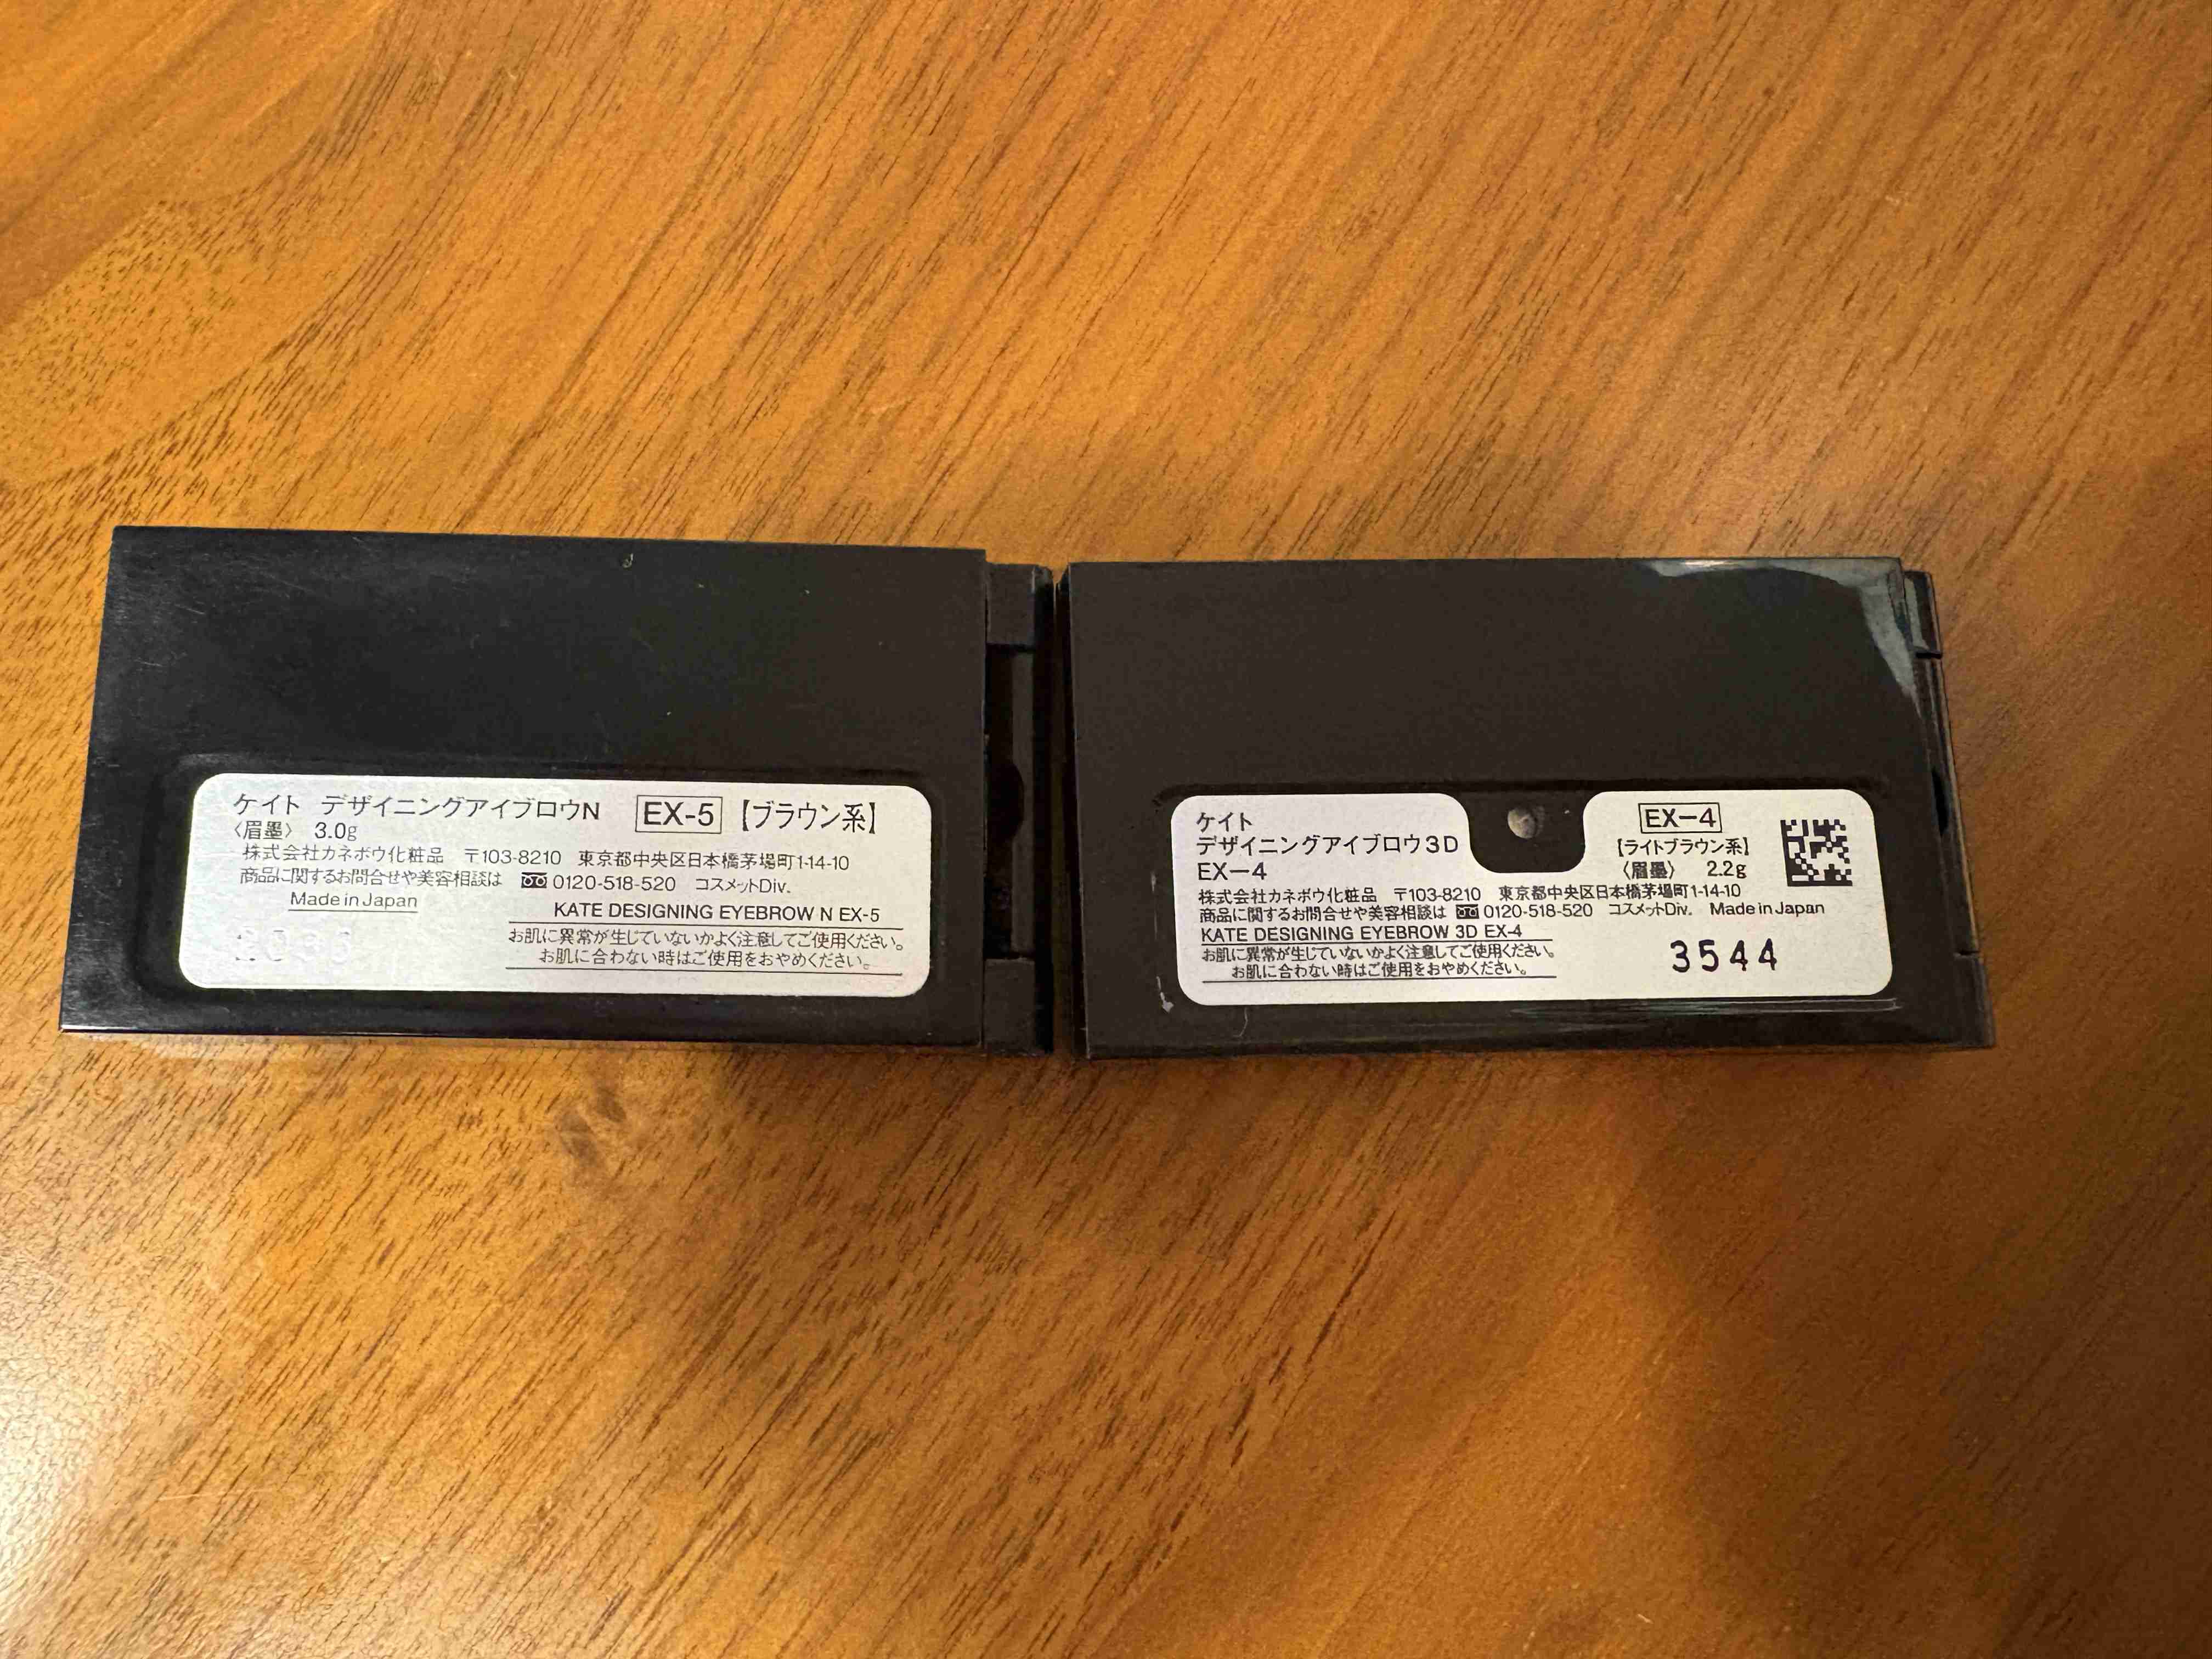 ケイト デザイニングアイブロウN EX-5 【ブラウン系】
〈眉墨〉 3.0g
株式会社カネボウ化粧品 〒103-8210 東京都中央区日本橋茅場町1-14-10
商品に関するお問合せや美容相談は 0120-518-520 コスメットDiv.
Made in Japan
KATE DESIGNING EYEBROW N EX-5
お肌に異常が生じていないかよく注意してご使用ください。
お肌に合わない時はご使用をおやめください。
ケイト
デザイニングアイブロウ3D
EX-4
EX-4
【ライトブラウン系】
〈眉墨〉 2.2g
株式会社カネボウ化粧品 〒103-8210 東京都中央区日本橋茅場町1-14-10
商品に関するお問合せや美容相談は 0120-518-520 コスメットDiv. Made in Japan
KATE DESIGNING EYEBROW 3D EX-4
お肌に異常が生じていないかよく注意してご使用ください。
お肌に合わない時はご使用をおやめください。
3544